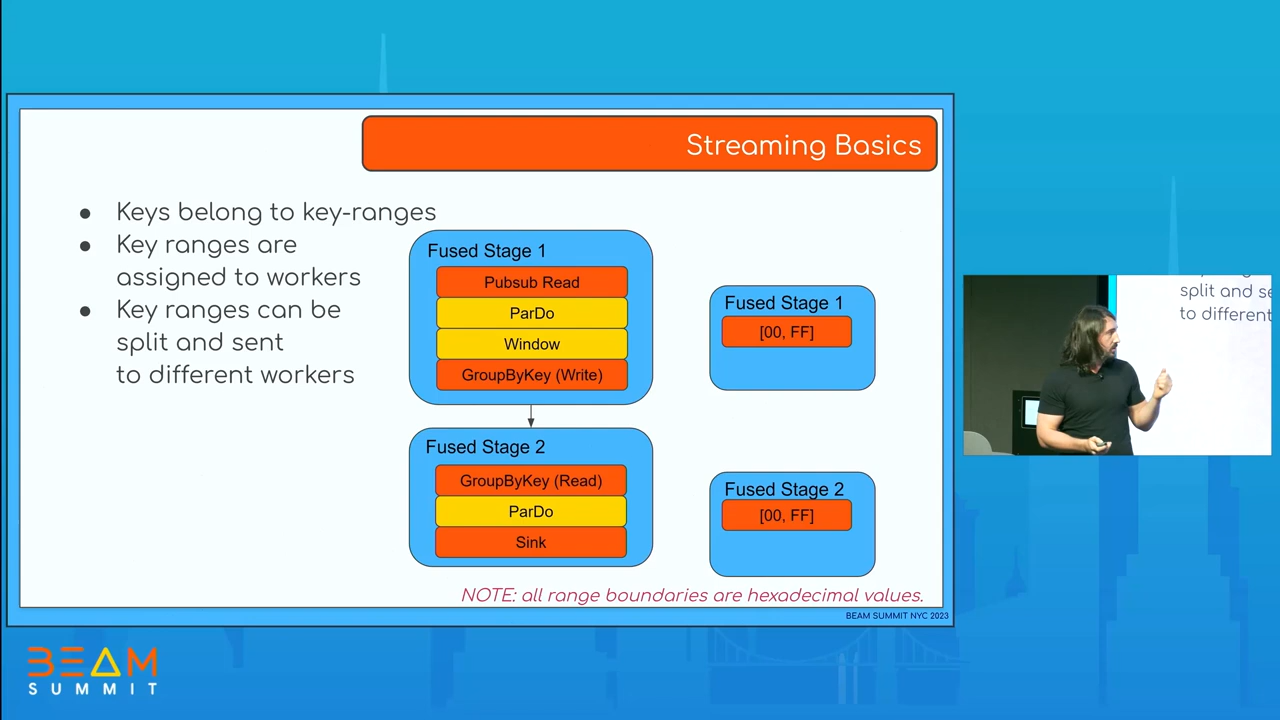 Streaming Basics
● Keys belong to key-ranges
● Key ranges are
assigned to workers
● Key ranges can be
split and sent
to different workers
Fused Stage 1
Pubsub Read
ParDo
Window
GroupByKey (Write)
Fused Stage 2
GroupByKey (Read)
ParDo
Sink
Fused Stage 1
[00, FF]
Fused Stage 2
[00, FF]
NOTE: all range boundaries are hexadecimal values.
BEAM SUMMIT NYC 2023
split and se
to different
BEAM
SUMMIT